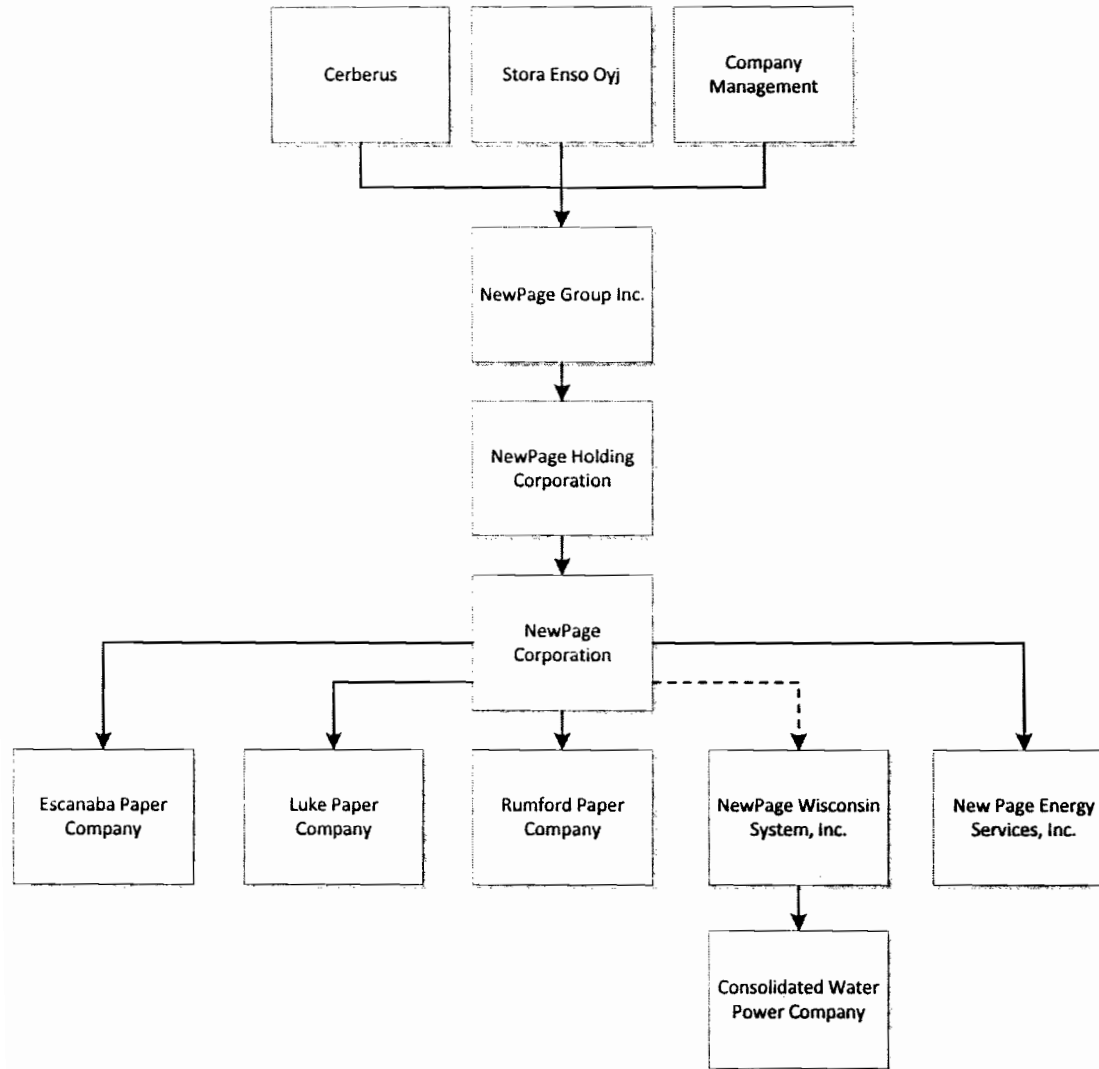 Cerberus
Stora Enso Oyj
Company
Management
NewPage Group Inc.
NewPage Holding
Corporation
NewPage
Corporation
Escanaba Paper
Company
Luke Paper
Company
Rumford Paper
Company
NewPage Wisconsin
System, Inc.
New Page Energy
Services, Inc.
Consolidated Water
Power Company